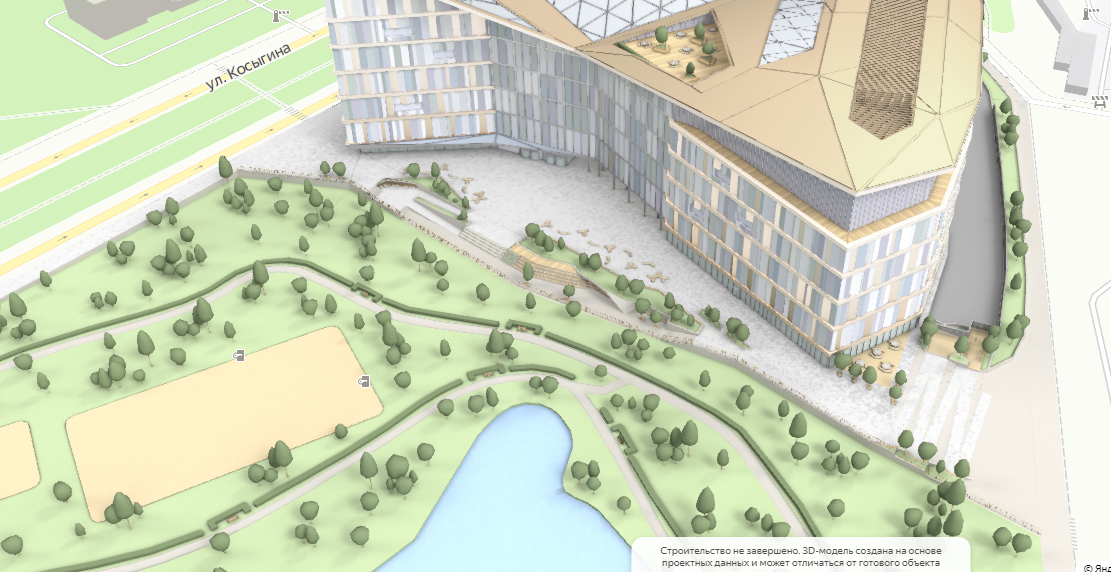 ул. Косыгина
Строительство не завершено. 3D-модель создана на основе
проектных данных и может отличаться от готового объекта